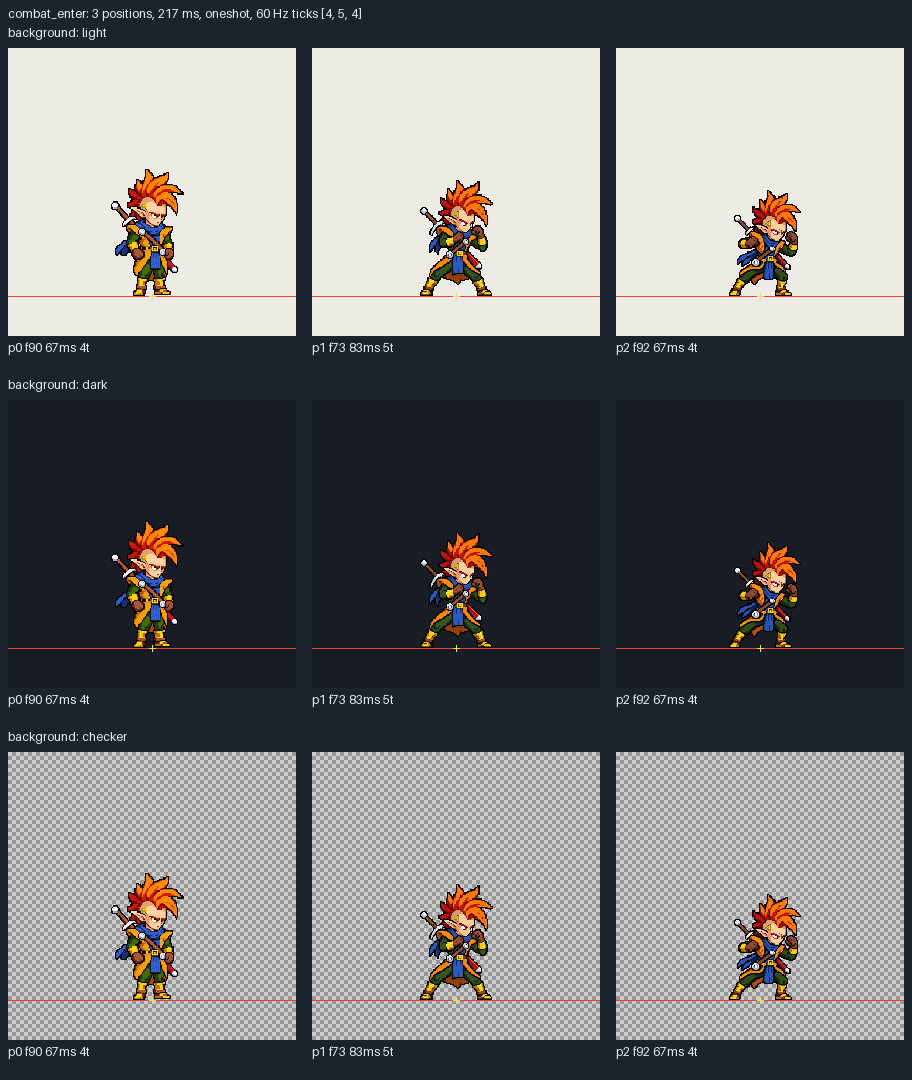 combat_enter: 3 positions, 217 ms, oneshot, 60 Hz ticks [4, 5, 4]
background: light
p0 f90 67ms 4t
p1 f73 83ms 5t
p2 f92 67ms 4t
background: dark
p0 f90 67ms 4t
p1 f73 83ms 5t
p2 f92 67ms 4t
background: checker
p0 f90 67ms 4t
p1 f73 83ms 5t
p2 f92 67ms 4t